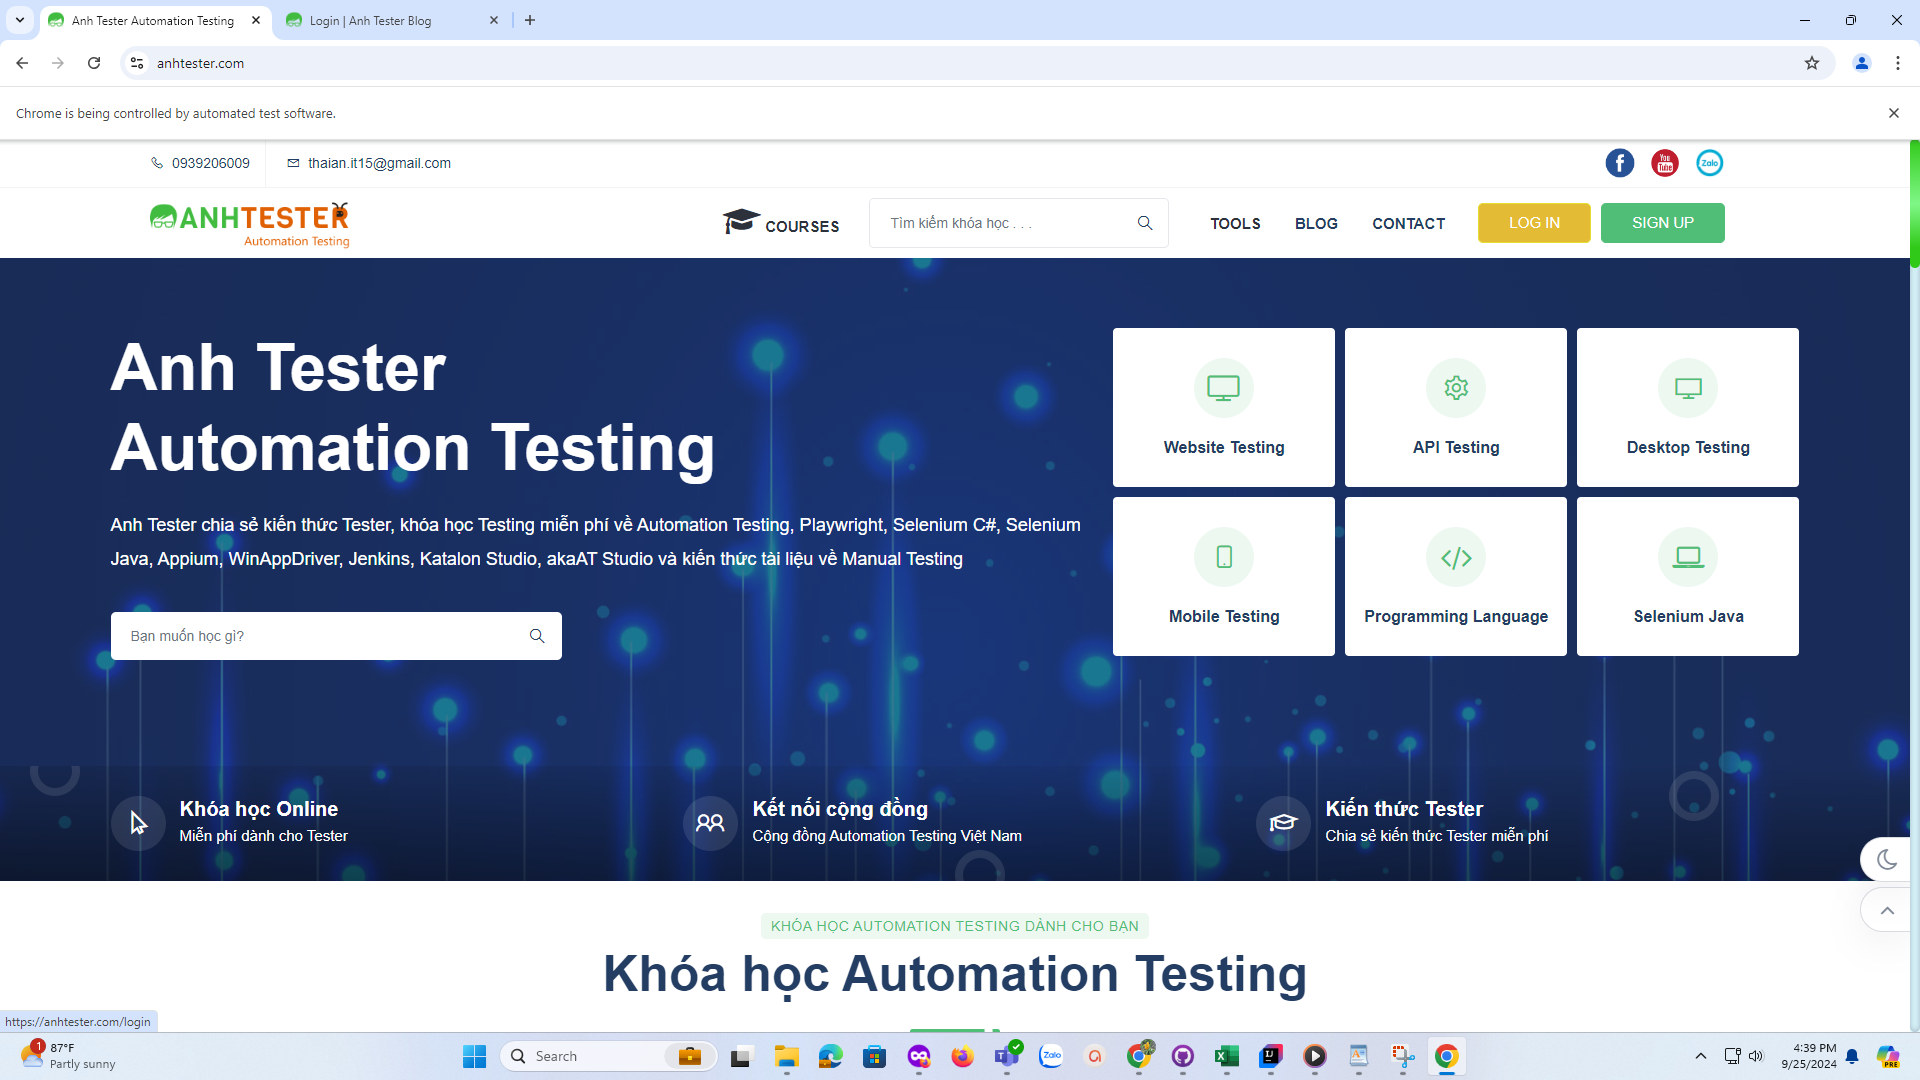 Anh Tester Automation Testing
Login | Anh Tester Blog
anhtester.com
Chrome is being controlled by automated test software.
0939206009
thaian.it15@gmail.com
You Tube
Zalo
ANHTESTER
Automation Testing
COURSES
Tìm kiếm khóa học . . .
TOOLS
BLOG
CONTACT
LOG IN
SIGN UP
Anh Tester
Automation Testing
Anh Tester chia sẻ kiến thức Tester, khóa học Testing miễn phí về Automation Testing, Playwright, Selenium C#, Selenium
Java, Appium, WinAppDriver, Jenkins, Katalon Studio, akaAT Studio và kiến thức tài liệu về Manual Testing
Bạn muốn học gì?
Website Testing
API Testing
Desktop Testing
Mobile Testing
Programming Language
Selenium Java
Khóa học Online
Miễn phí dành cho Tester
Kết nối cộng đồng
Cộng đồng Automation Testing Việt Nam
Kiến thức Tester
Chia sẻ kiến thức Tester miễn phí
KHÓA HỌC AUTOMATION TESTING DÀNH CHO BẠN
Khóa học Automation Testing
https://anhtester.com/login
1
87°F
Partly sunny
Search
Zalo
4:39 PM
9/25/2024
PRE